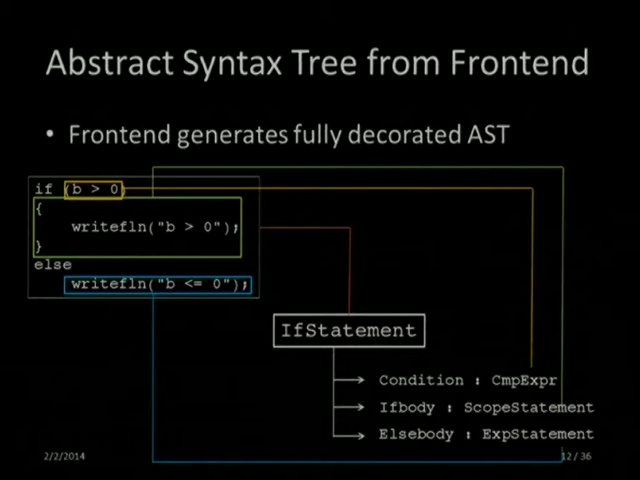 Abstract Syntax Tree from Frontend
• Frontend generates fully decorated AST
if (b > 0)
{
writefln("b > 0");
}
else
writefln("b <= 0");
IfStatement
Condition : CmpExpr
Ifbody : ScopeStatement
Elsebody : ExpStatement
2/2/2014
12 / 36